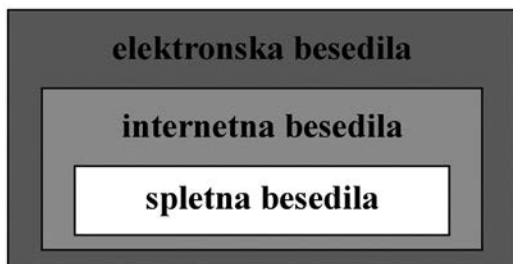 elektronska besedila
internetna besedila
spletna besedila